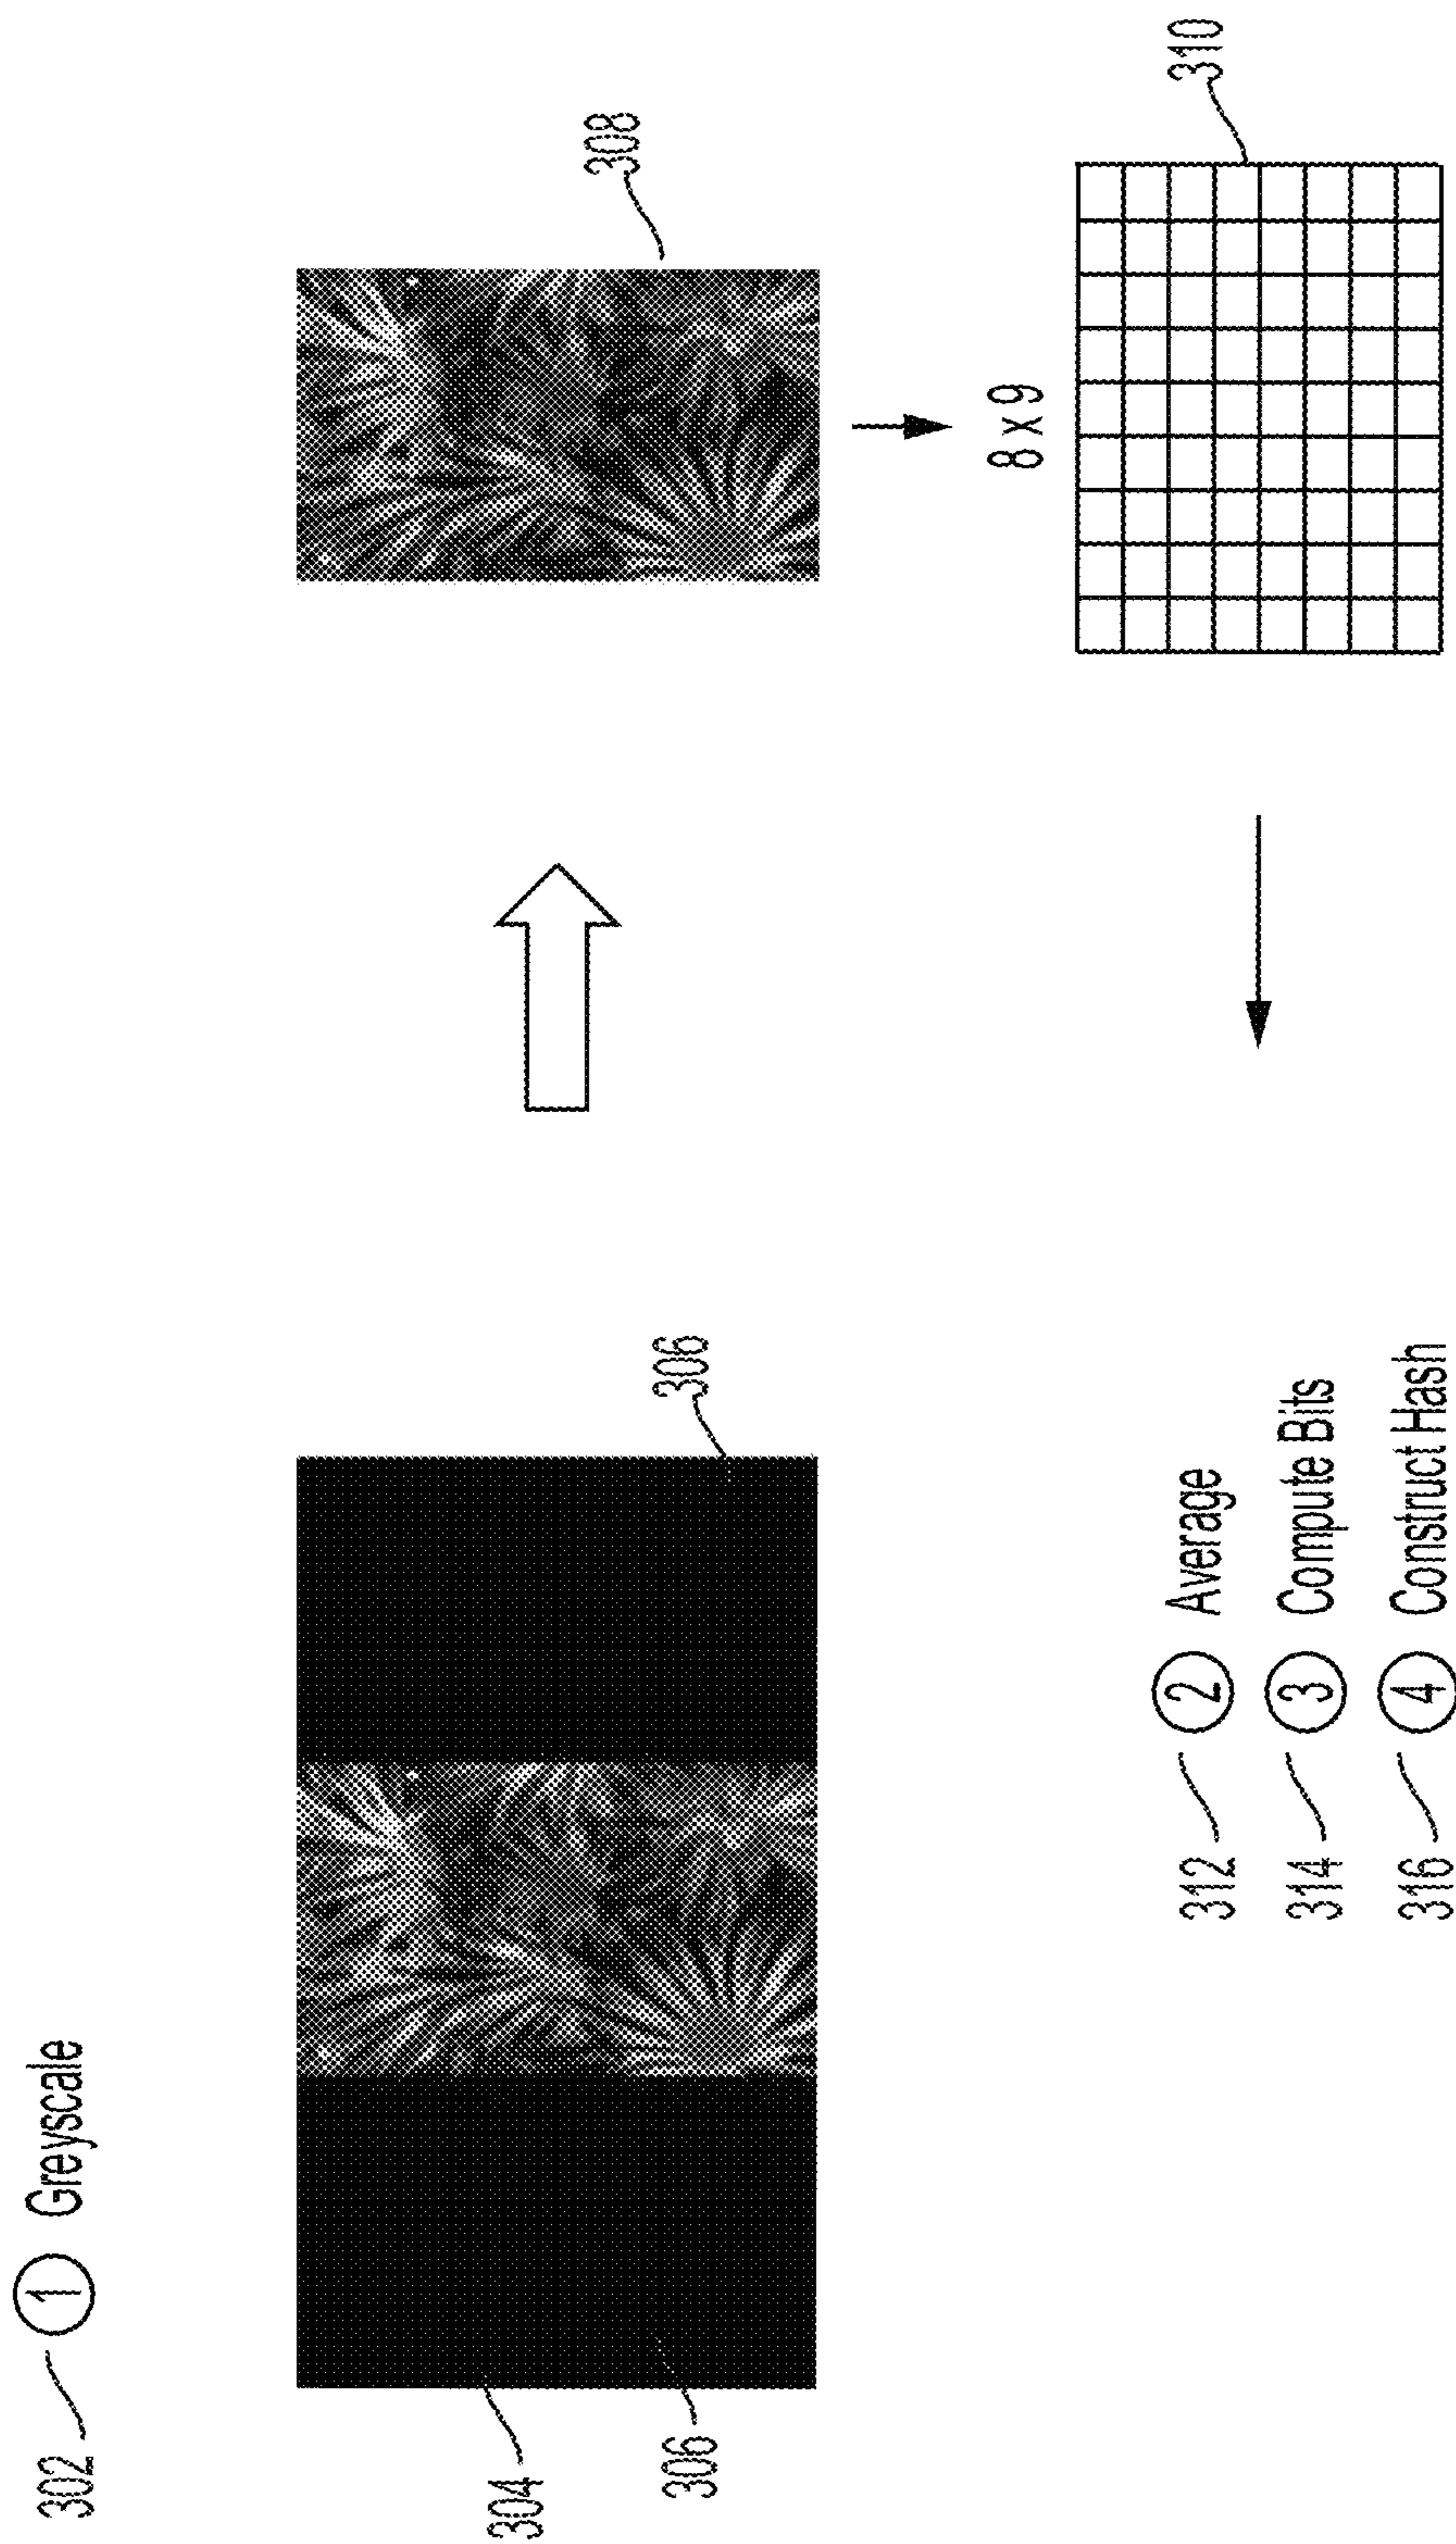 302 1 Greyscale
304
306
306
308
8 x 9
310
312 2 Average
314 3 Compute Bits
316 4 Construct Hash